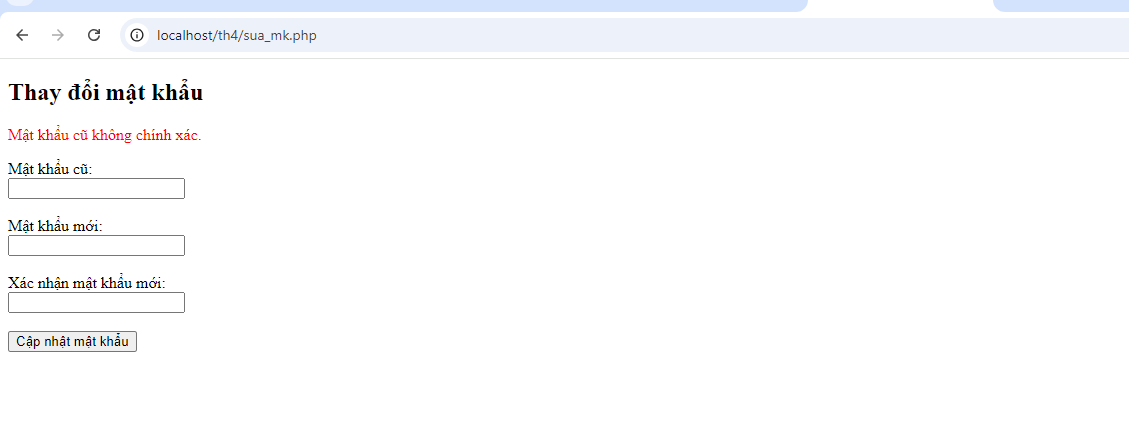 localhost/th4/sua_mk.php
Thay đổi mật khẩu
Mật khẩu cũ không chính xác.
Mật khẩu cũ:
Mật khẩu mới:
Xác nhận mật khẩu mới:
Cập nhật mật khẩu